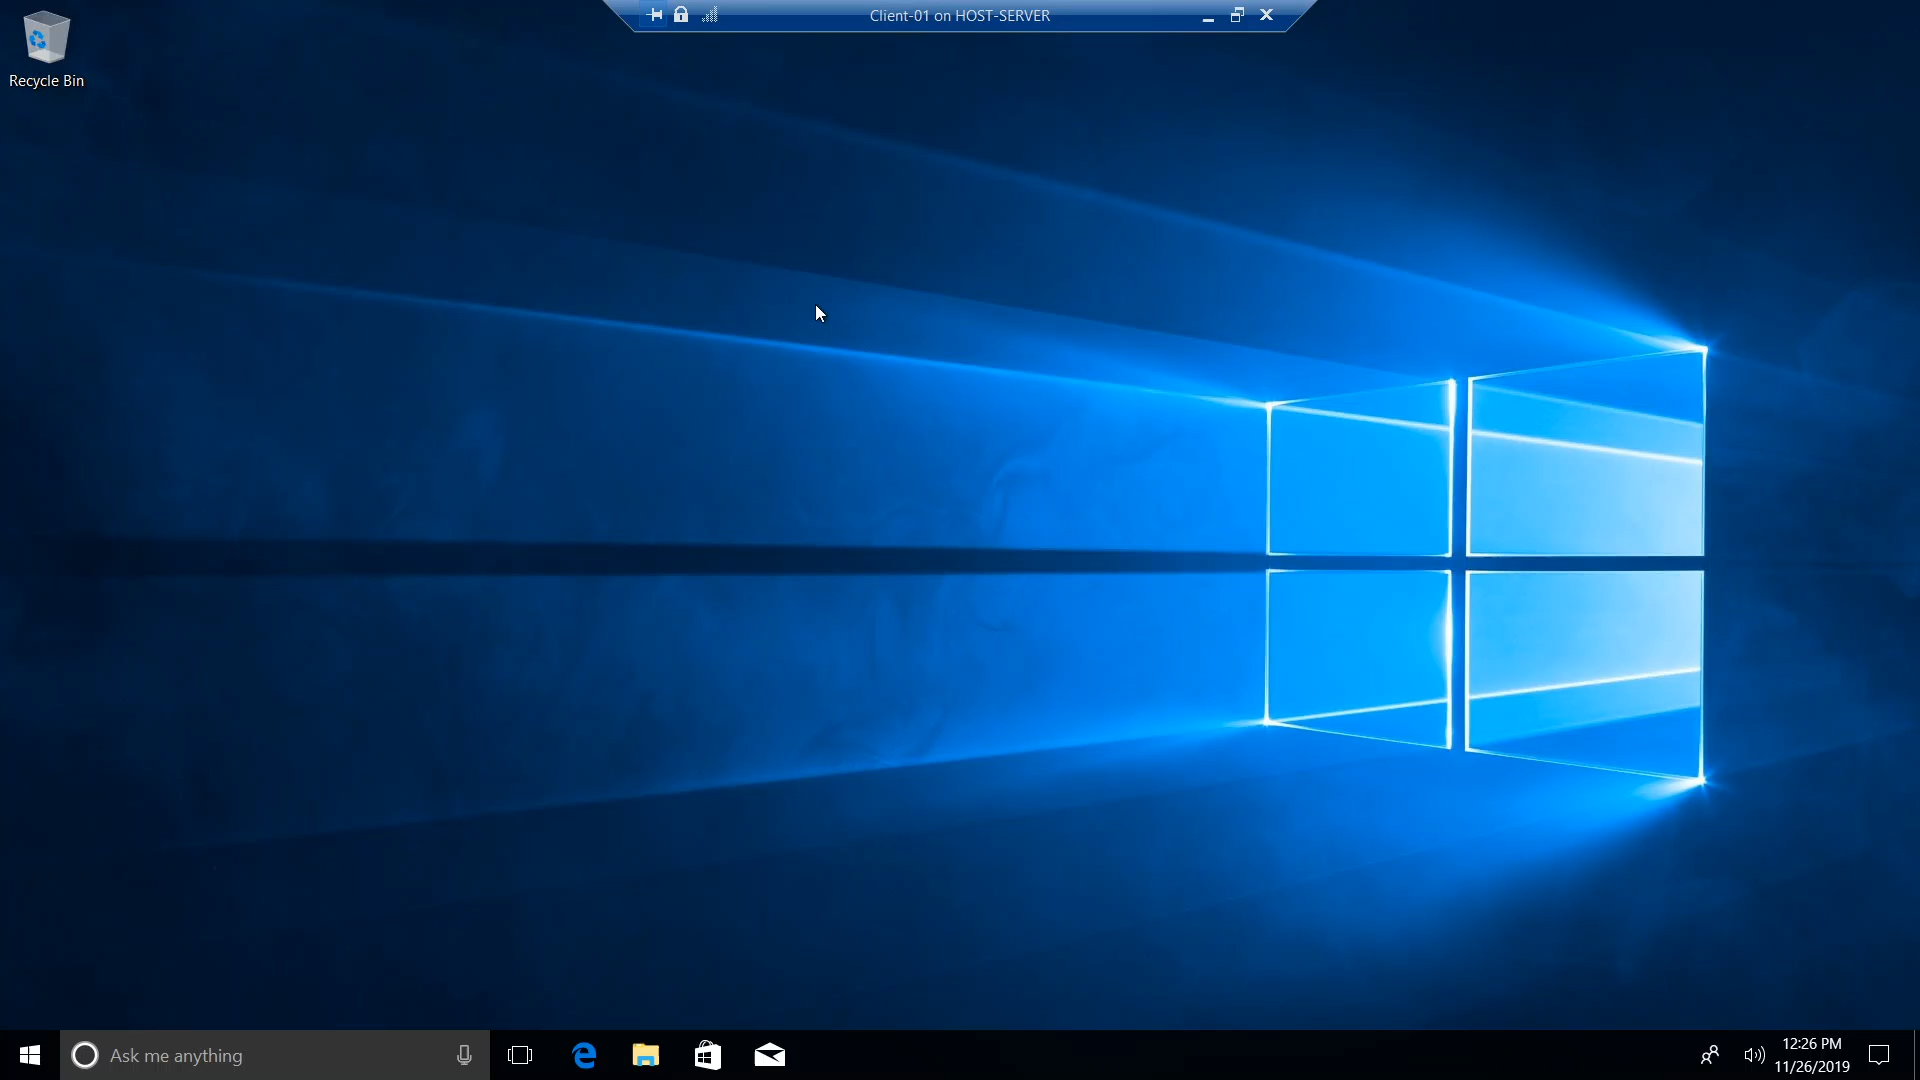 Client-01 on HOST-SERVER
Recycle Bin
Ask me anything
12:26 PM
11/26/2019